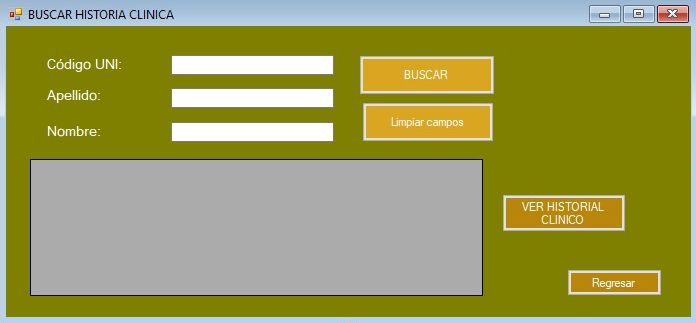 BUSCAR HISTORIA CLINICA
Código UNI:
BUSCAR
Apellido:
Limpiar campos
Nombre:
VER HISTORIAL
CLINICO
Regresar